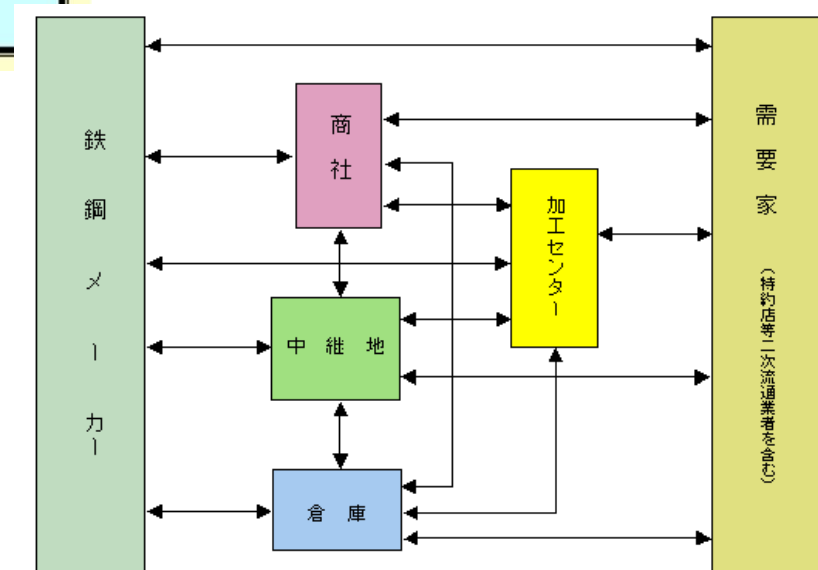 鉄鋼メーカー
商社
加工センター
中継地
倉庫
需要家
（特約店等二次流通業者を含む）